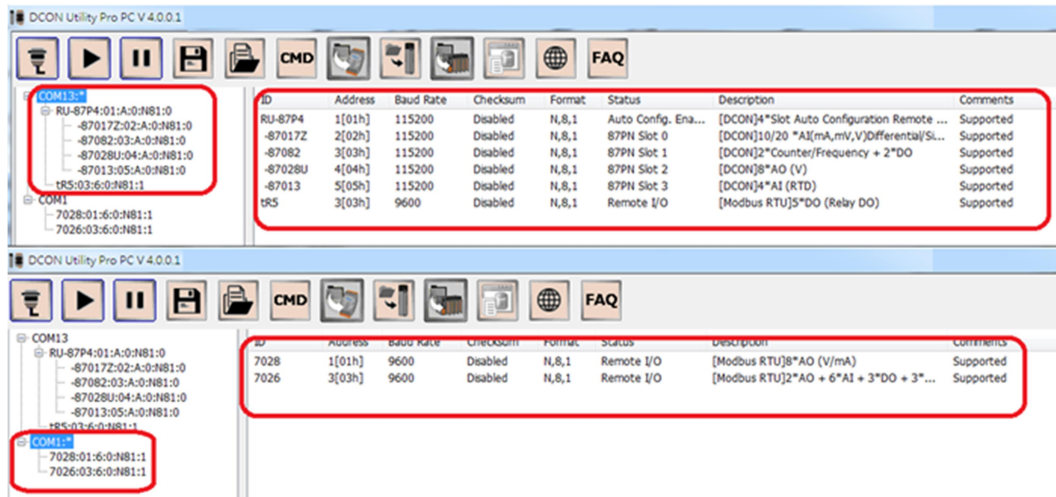 DCON Utility Pro PC V 4.0.0.1
CMD FAQ
COM13:*
RU-87P4:01:A:0:N81:0
-87017Z:02:A:0:N81:0
-87082:03:A:0:N81:0
-87028U:04:A:0:N81:0
-87013:05:A:0:N81:0
tR5:03:6:0:N81:1
COM1
7028:01:6:0:N81:1
7026:03:6:0:N81:1
ID Address Baud Rate Checksum Format Status Description Comments
RU-87P4 1[01h] 115200 Disabled N,8,1 Auto Config. Ena... [DCON]4*Slot Auto Configuration Remote ... Supported
-87017Z 2[02h] 115200 Disabled N,8,1 87PN Slot 0 [DCON]10/20 *AI(mA,mV,V)Differential/Si... Supported
-87082 3[03h] 115200 Disabled N,8,1 87PN Slot 1 [DCON]2*Counter/Frequency + 2*DO Supported
-87028U 4[04h] 115200 Disabled N,8,1 87PN Slot 2 [DCON]8*AO (V) Supported
-87013 5[05h] 115200 Disabled N,8,1 87PN Slot 3 [DCON]4*AI (RTD) Supported
tR5 3[03h] 9600 Disabled N,8,1 Remote I/O [Modbus RTU]5*DO (Relay DO) Supported
DCON Utility Pro PC V 4.0.0.1
CMD FAQ
COM13
RU-87P4:01:A:0:N81:0
-87017Z:02:A:0:N81:0
-87082:03:A:0:N81:0
-87028U:04:A:0:N81:0
-87013:05:A:0:N81:0
tR5:03:6:0:N81:1
COM1:*
7028:01:6:0:N81:1
7026:03:6:0:N81:1
ID Address Baud Rate Checksum Format Status Description Comments
7028 1[01h] 9600 Disabled N,8,1 Remote I/O [Modbus RTU]8*AO (V/mA) Supported
7026 3[03h] 9600 Disabled N,8,1 Remote I/O [Modbus RTU]2*AO + 6*AI + 3*DO + 3*... Supported